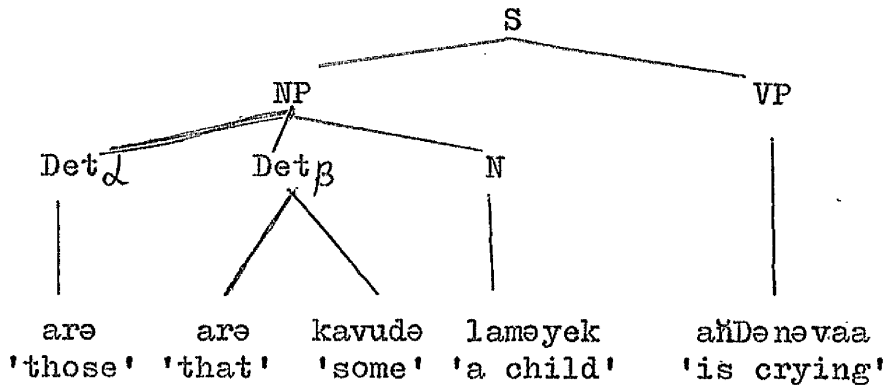 S
NP VP
Detα Detβ N
arə arə kavudə laməyek aňDənəvaa
'those' 'that' 'some' 'a child' 'is crying'